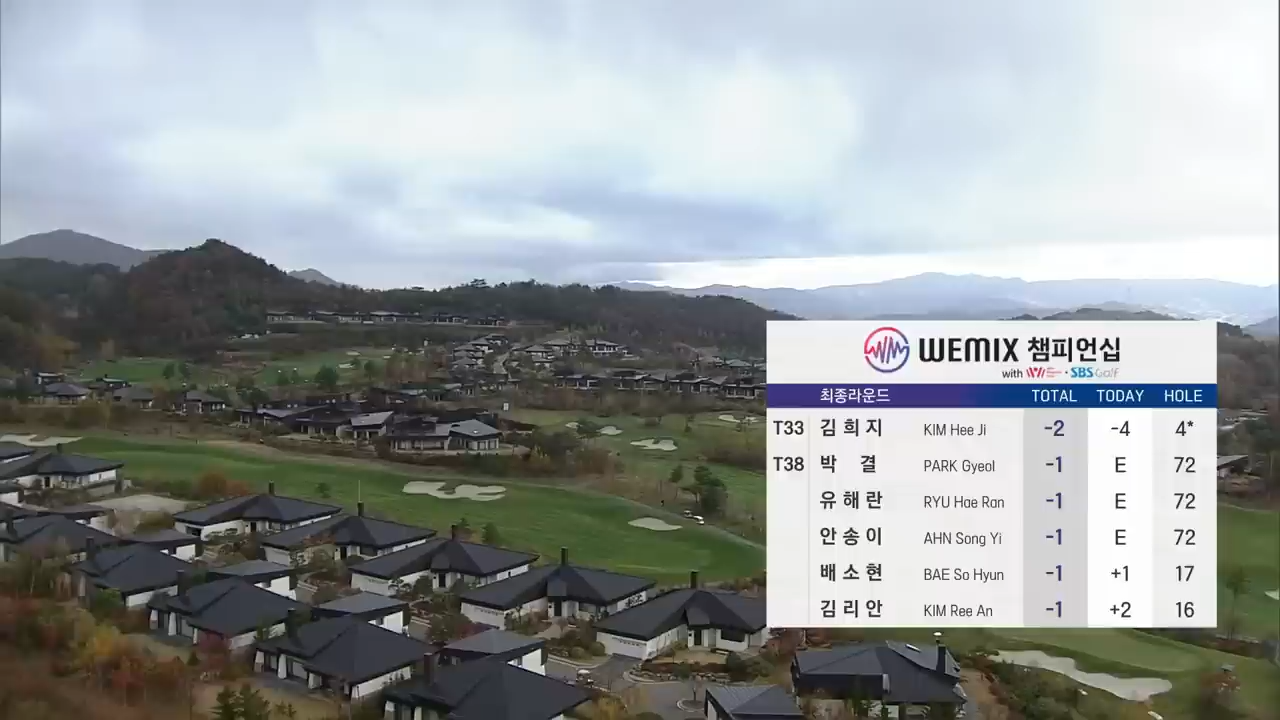 WEMIX 챔피언십
with · SBS Golf
최종라운드 TOTAL TODAY HOLE
T33 김희지 KIM Hee Ji -2 -4 4*
T38 박 결 PARK Gyeol -1 E 72
유해란 RYU Hae Ran -1 E 72
안송이 AHN Song Yi -1 E 72
배소현 BAE So Hyun -1 +1 17
김리안 KIM Ree An -1 +2 16